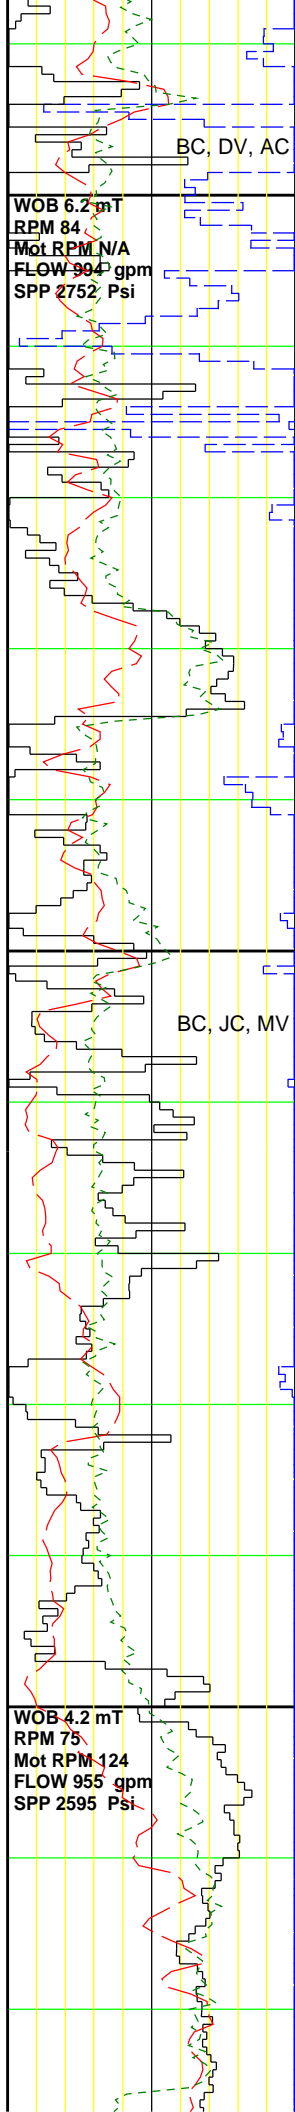 BC, DV, AC
WOB 6.2 mT
RPM 84
Mot RPM N/A
FLOW 994 gpm
SPP 2752 Psi
BC, JC, MV
WOB 4.2 mT
RPM 75
Mot RPM 124
FLOW 955 gpm
SPP 2595 Psi